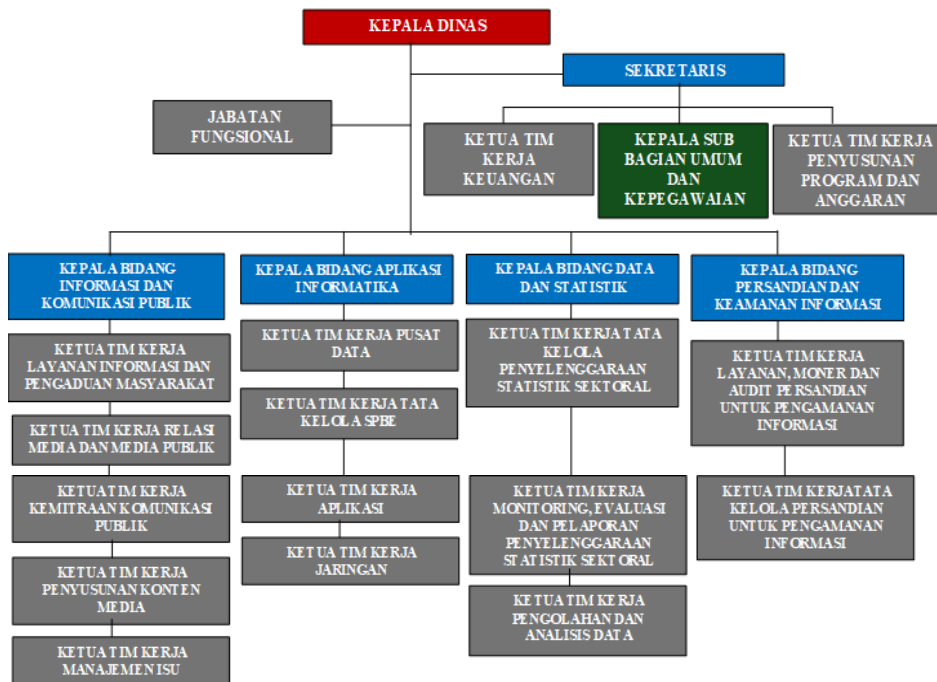 KEPALA DINAS
SEKRETARIS
JABATAN
FUNGSIONAL
KETUA TIM
KERJA
KEUANGAN
KEPALA SUB
BAGIAN UMUM
DAN
KEPEGAWAIAN
KETUA TIM KERJA
PENYUSUNAN
PROGRAM DAN
ANGGARAN
KEPALA BIDANG
INFORMASI DAN
KOMUNIKASI PUBLIK
KETUA TIM KERJA
LAYANAN INFORMASI DAN
PENGADUAN MASYARAKAT
KETUA TIM KERJA RELASI
MEDIA DAN MEDIA PUBLIK
KETUA TIM KERJA
KEMITRAAN KOMUNIKASI
PUBLIK
KETUA TIM KERJA
PENYUSUNAN KONTEN
MEDIA
KETUA TIM KERJA
MANAJEMEN ISU
KEPALA BIDANG APLIKASI
INFORMATIKA
KETUA TIM KERJA PUSAT
DATA
KETUA TIM KERJA TATA
KELOLA SPBE
KETUA TIM KERJA
APLIKASI
KETUA TIM KERJA
JARINGAN
KEPALA BIDANG DATA
DAN STATISTIK
KETUA TIM KERJA TATA
KELOLA
PENYELENGGARAAN
STATISTIK SEKTORAL
KETUA TIM KERJA
MONITORING, EVALUASI
DAN PELAPORAN
PENYELENGGARAAN
STATISTIK SEKTORAL
KETUA TIM KERJA
PENGOLAHAN DAN
ANALISIS DATA
KEPALA BIDANG
PERSANDIAN DAN
KEAMANAN INFORMASI
KETUA TIM KERJA
LAYANAN, MONER DAN
AUDIT PERSANDIAN
UNTUK PENGAMANAN
INFORMASI
KETUA TIM KERJATATA
KELOLA PERSANDIAN
UNTUK PENGAMANAN
INFORMASI